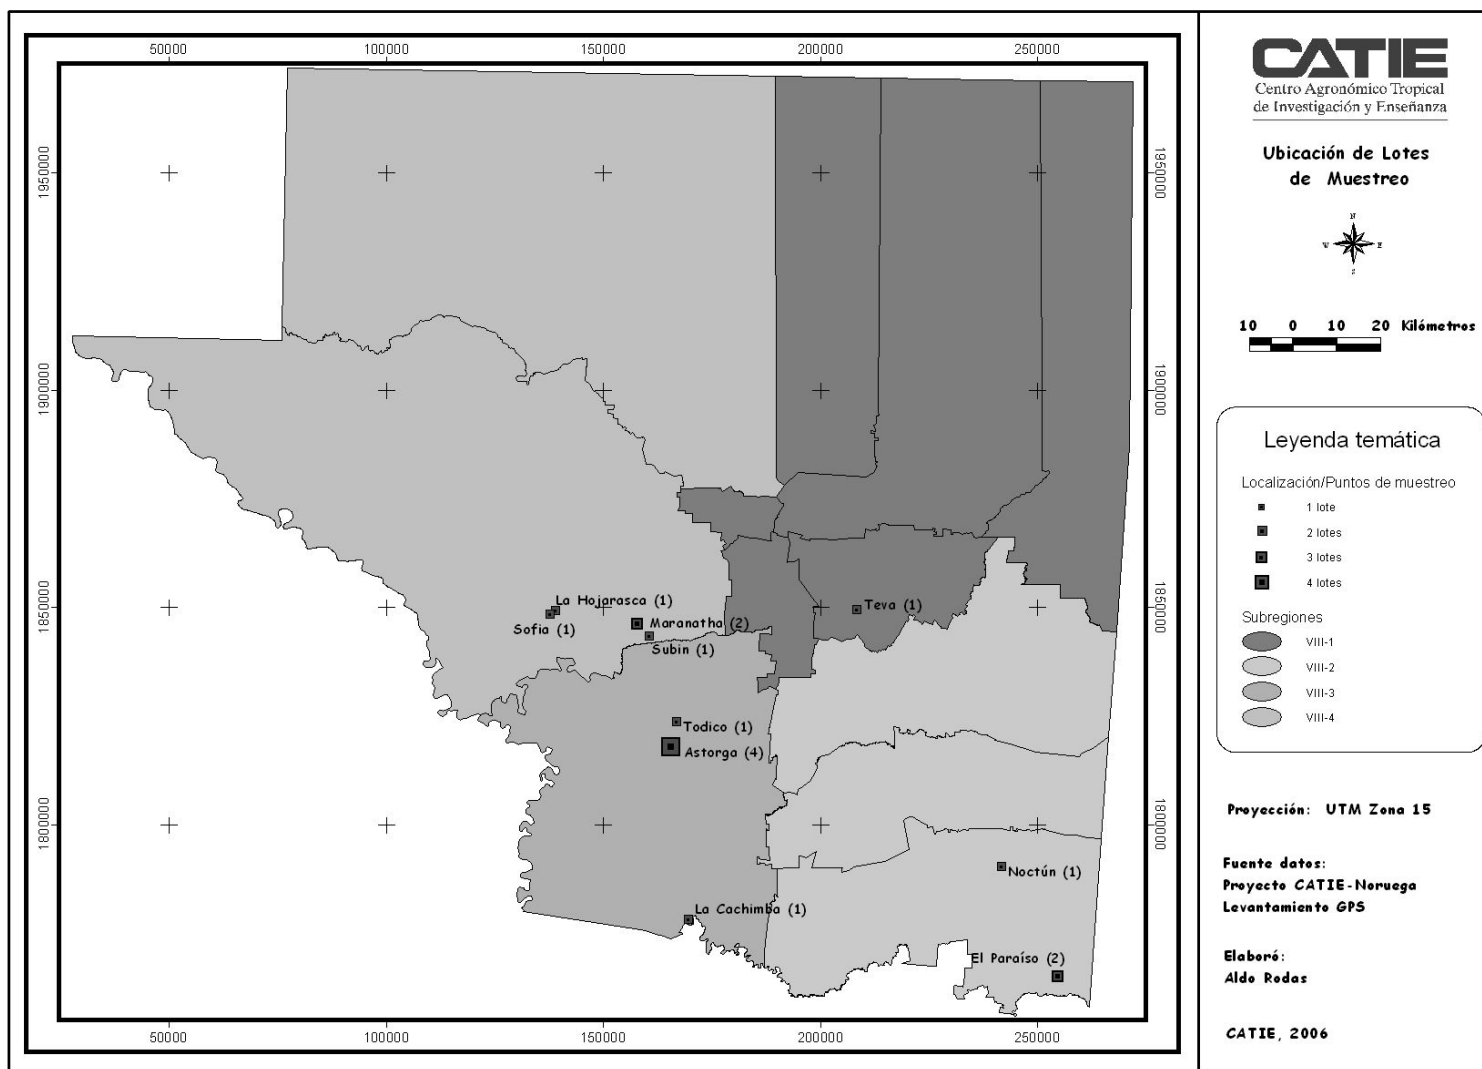 50000 100000 150000 200000 250000
1950000 1950000
1900000 1900000
1850000 1850000
1800000 1800000
La Hojarasca (1)
Sofia (1)
Maranatha (2)
Subin (1)
Teva (1)
Todico (1)
Astorga (4)
Noctún (1)
La Cachimba (1)
El Paraíso (2)
50000 100000 150000 200000 250000
CATIE
Centro Agronómico Tropical
de Investigación y Enseñanza
Ubicación de Lotes
de Muestreo
N
W E
S
10 0 10 20 Kilómetros
Leyenda temática
Localización/Puntos de muestreo
1 lote
2 lotes
3 lotes
4 lotes
Subregiones
VIII-1
VIII-2
VIII-3
VIII-4
Proyección: UTM Zona 15
Fuente datos:
Proyecto CATIE-Noruega
Levantamiento GPS
Elaboró:
Aldo Rodas
CATIE, 2006